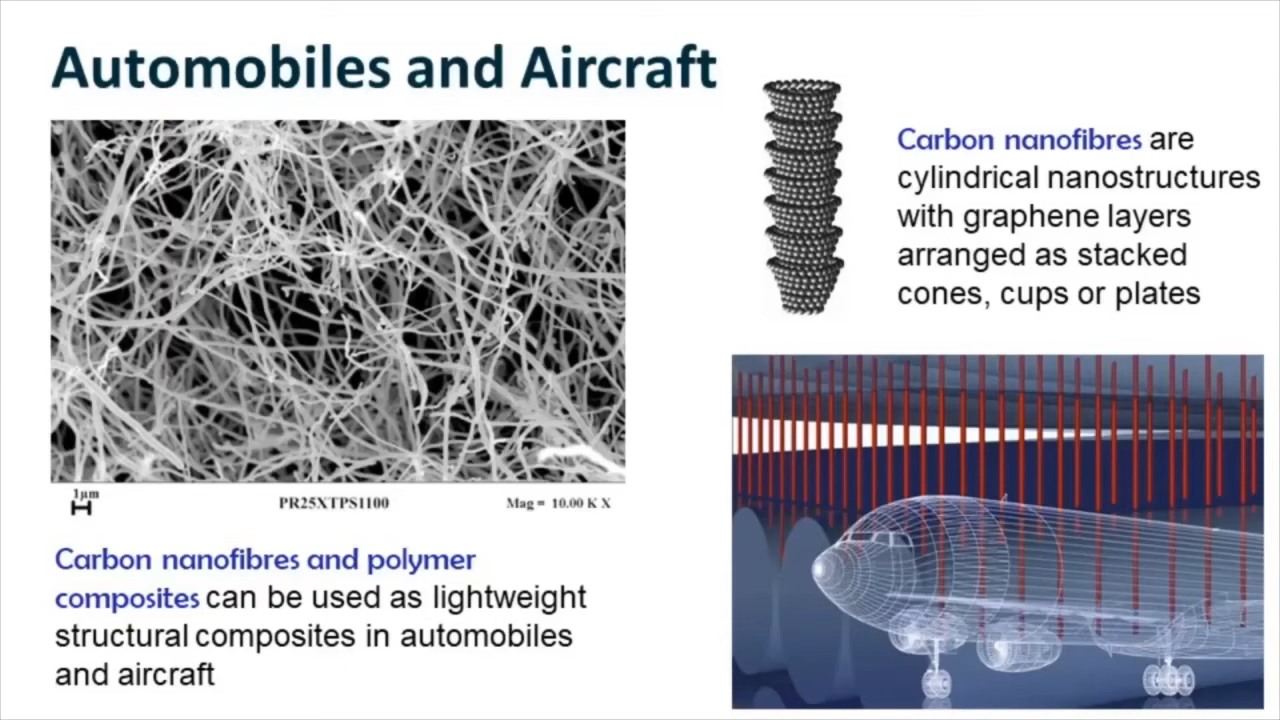 Automobiles and Aircraft
Carbon nanofibres are
cylindrical nanostructures
with graphene layers
arranged as stacked
cones, cups or plates
1µm
PR25XTPS1100
Mag = 10.00 K X
Carbon nanofibres and polymer
composites can be used as lightweight
structural composites in automobiles
and aircraft